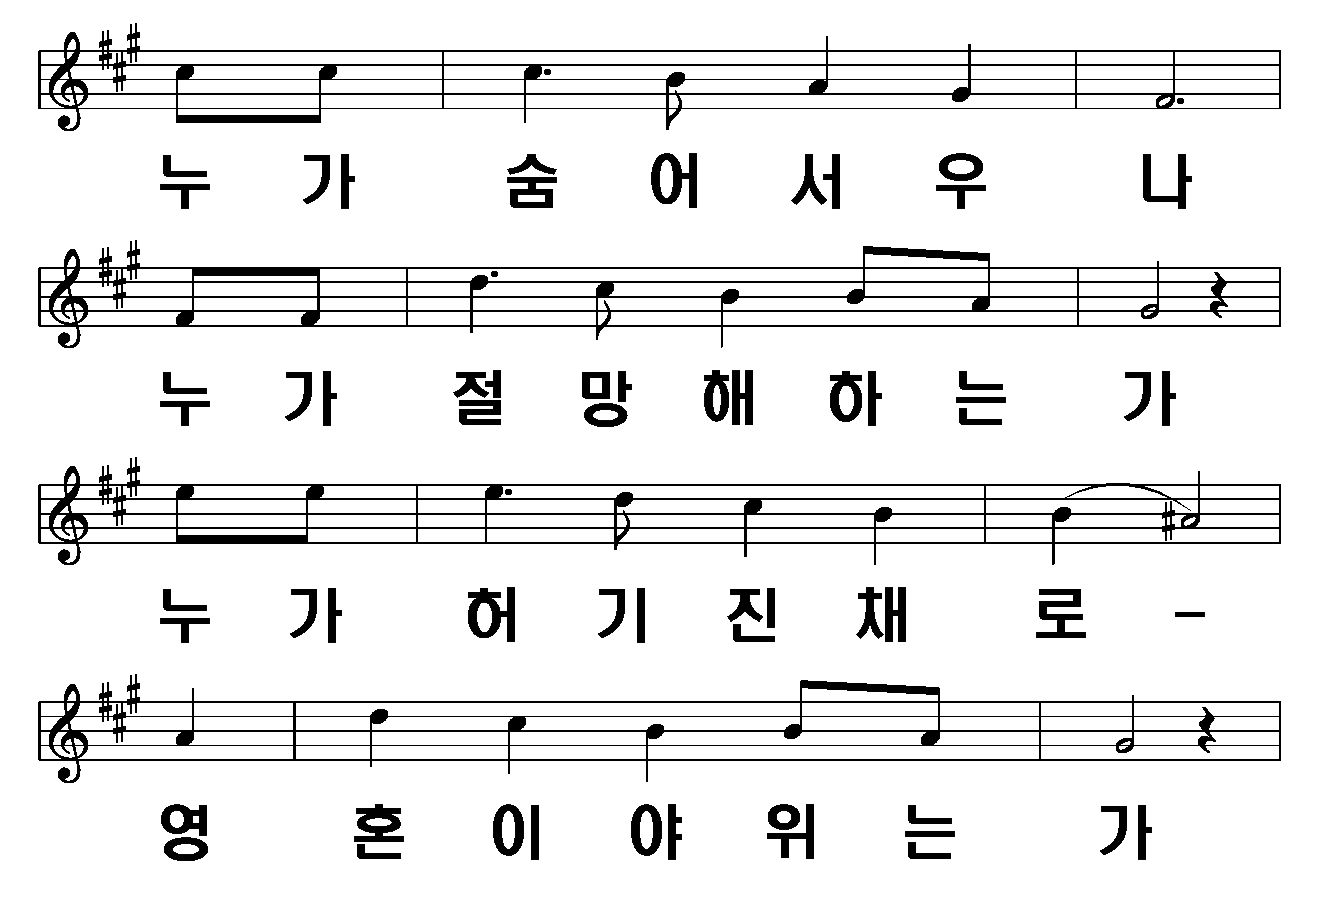 누 가 숨 어 서 우 나
누 가 절 망 해 하 는 가
누 가 허 기 진 채 로 -
영 혼 이 야 위 는 가